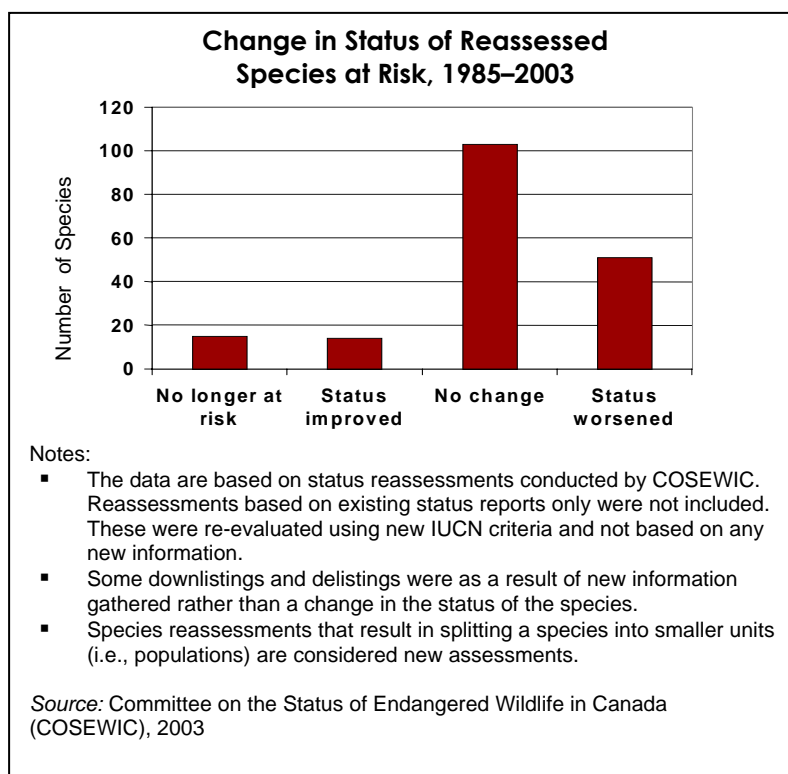 Change in Status of Reassessed
Species at Risk, 1985–2003
120
100
80
60
40
20
0
Number of Species
No longer at
risk
Status
improved
No change
Status
worsened
Notes:
▪ The data are based on status reassessments conducted by COSEWIC.
Reassessments based on existing status reports only were not included.
These were re-evaluated using new IUCN criteria and not based on any
new information.
▪ Some downlistings and delistings were as a result of new information
gathered rather than a change in the status of the species.
▪ Species reassessments that result in splitting a species into smaller units
(i.e., populations) are considered new assessments.
Source: Committee on the Status of Endangered Wildlife in Canada
(COSEWIC), 2003